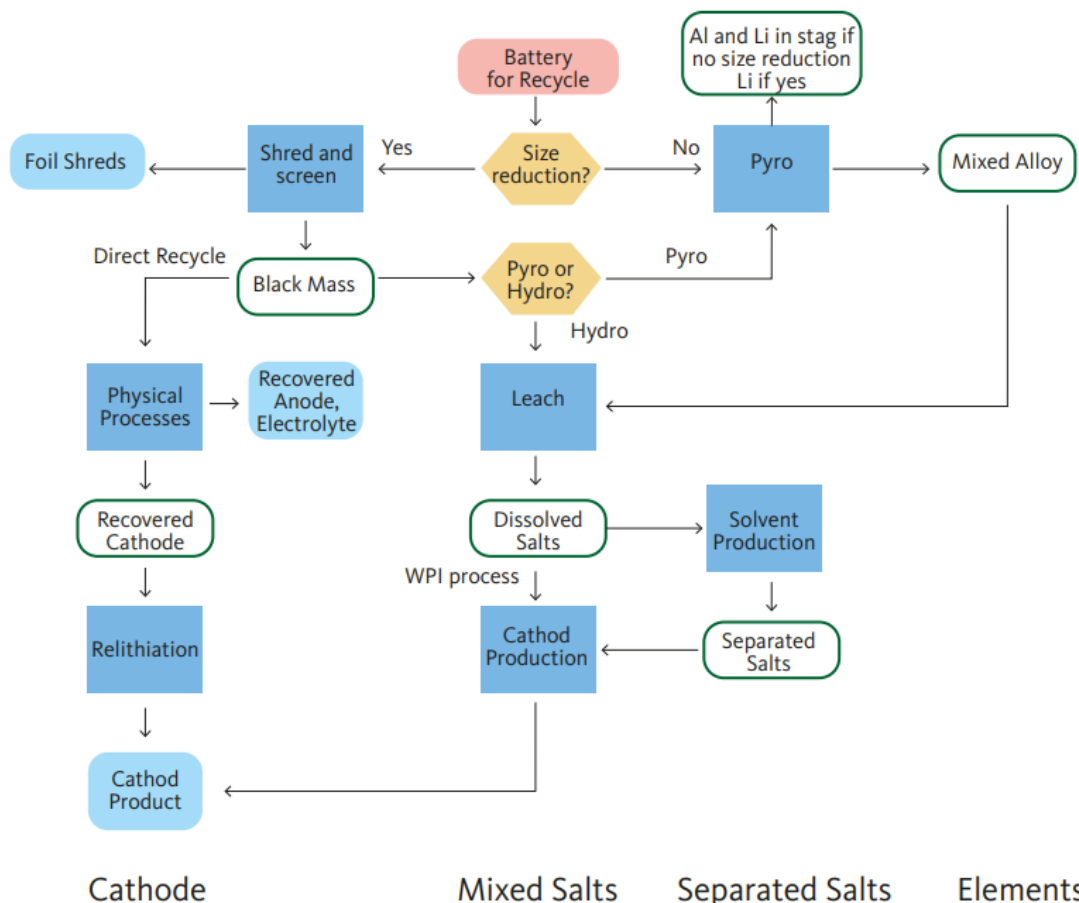 Battery
for Recycle
Al and Li in stag if
no size reduction
Li if yes
Foil Shreds
Shred and
screen
Yes
Size
reduction?
No
Pyro
Mixed Alloy
Direct Recycle
Black Mass
Pyro or
Hydro?
Pyro
Hydro
Physical
Processes
Recovered
Anode,
Electrolyte
Leach
Recovered
Cathode
Dissolved
Salts
Solvent
Production
WPI process
Relithiation
Cathod
Production
Separated
Salts
Cathod
Product
Cathode
Mixed Salts
Separated Salts
Elements